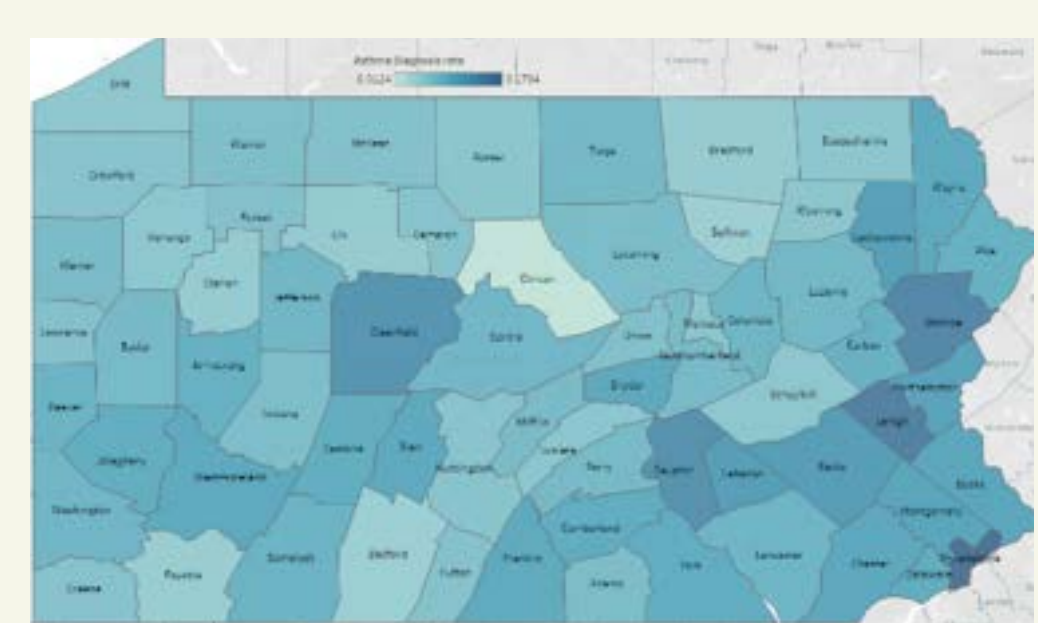 Asthma Diagnosis rate
Erie
Crawford
Warren
McKean
Potter
Tioga
Bradford
Susquehanna
Wayne
Wyoming
Lackawanna
Pike
Venango
Forest
Elk
Cameron
Clinton
Lycoming
Sullivan
Luzerne
Monroe
Mercer
Clarion
Jefferson
Clearfield
Centre
Union
Montour
Columbia
Carbon
Lawrence
Butler
Armstrong
Northumberland
Northampton
Snyder
Schuylkill
Lehigh
Beaver
Indiana
Mifflin
Allegheny
Westmoreland
Cambria
Blair
Huntingdon
Juniata
Perry
Dauphin
Lebanon
Berks
Bucks
Washington
Cumberland
Montgomery
Greene
Fayette
Somerset
Bedford
Fulton
Franklin
Adams
York
Lancaster
Chester
Delaware
Philadelphia